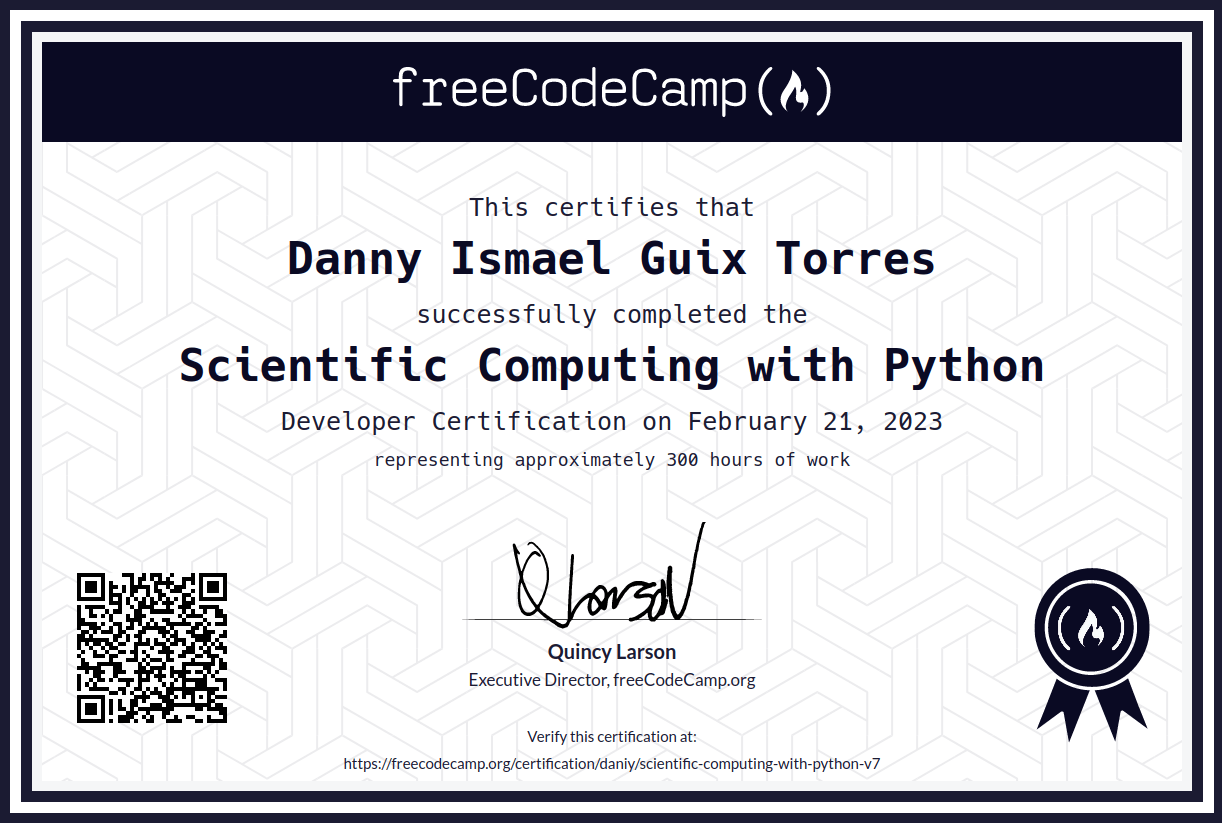 freeCodeCamp
This certifies that
Danny Ismael Guix Torres
successfully completed the
Scientific Computing with Python
Developer Certification on February 21, 2023
representing approximately 300 hours of work
Quincy Larson
Executive Director, freeCodeCamp.org
Verify this certification at:
https://freecodecamp.org/certification/daniy/scientific-computing-with-python-v7